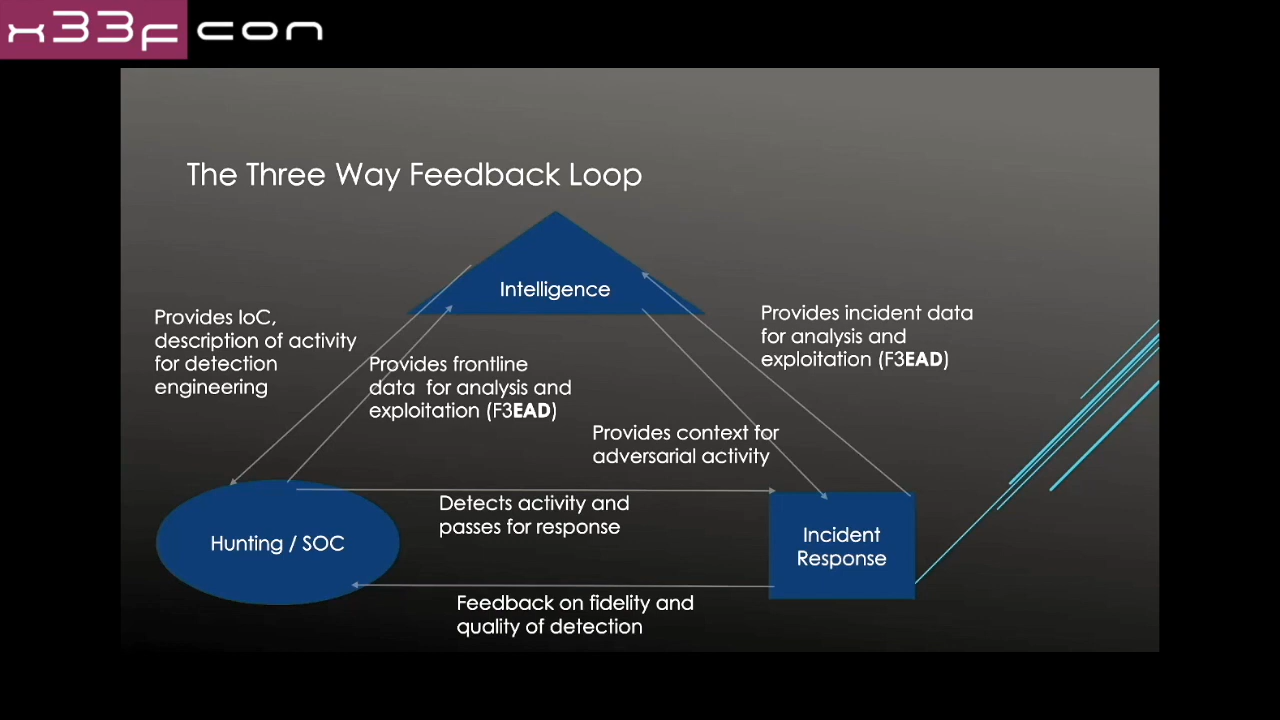 x33fcon
The Three Way Feedback Loop
Intelligence
Provides IoC,
description of activity
for detection
engineering
Provides frontline
data for analysis and
exploitation (F3EAD)
Provides incident data
for analysis and
exploitation (F3EAD)
Provides context for
adversarial activity
Detects activity and
passes for response
Hunting / SOC
Incident
Response
Feedback on fidelity and
quality of detection